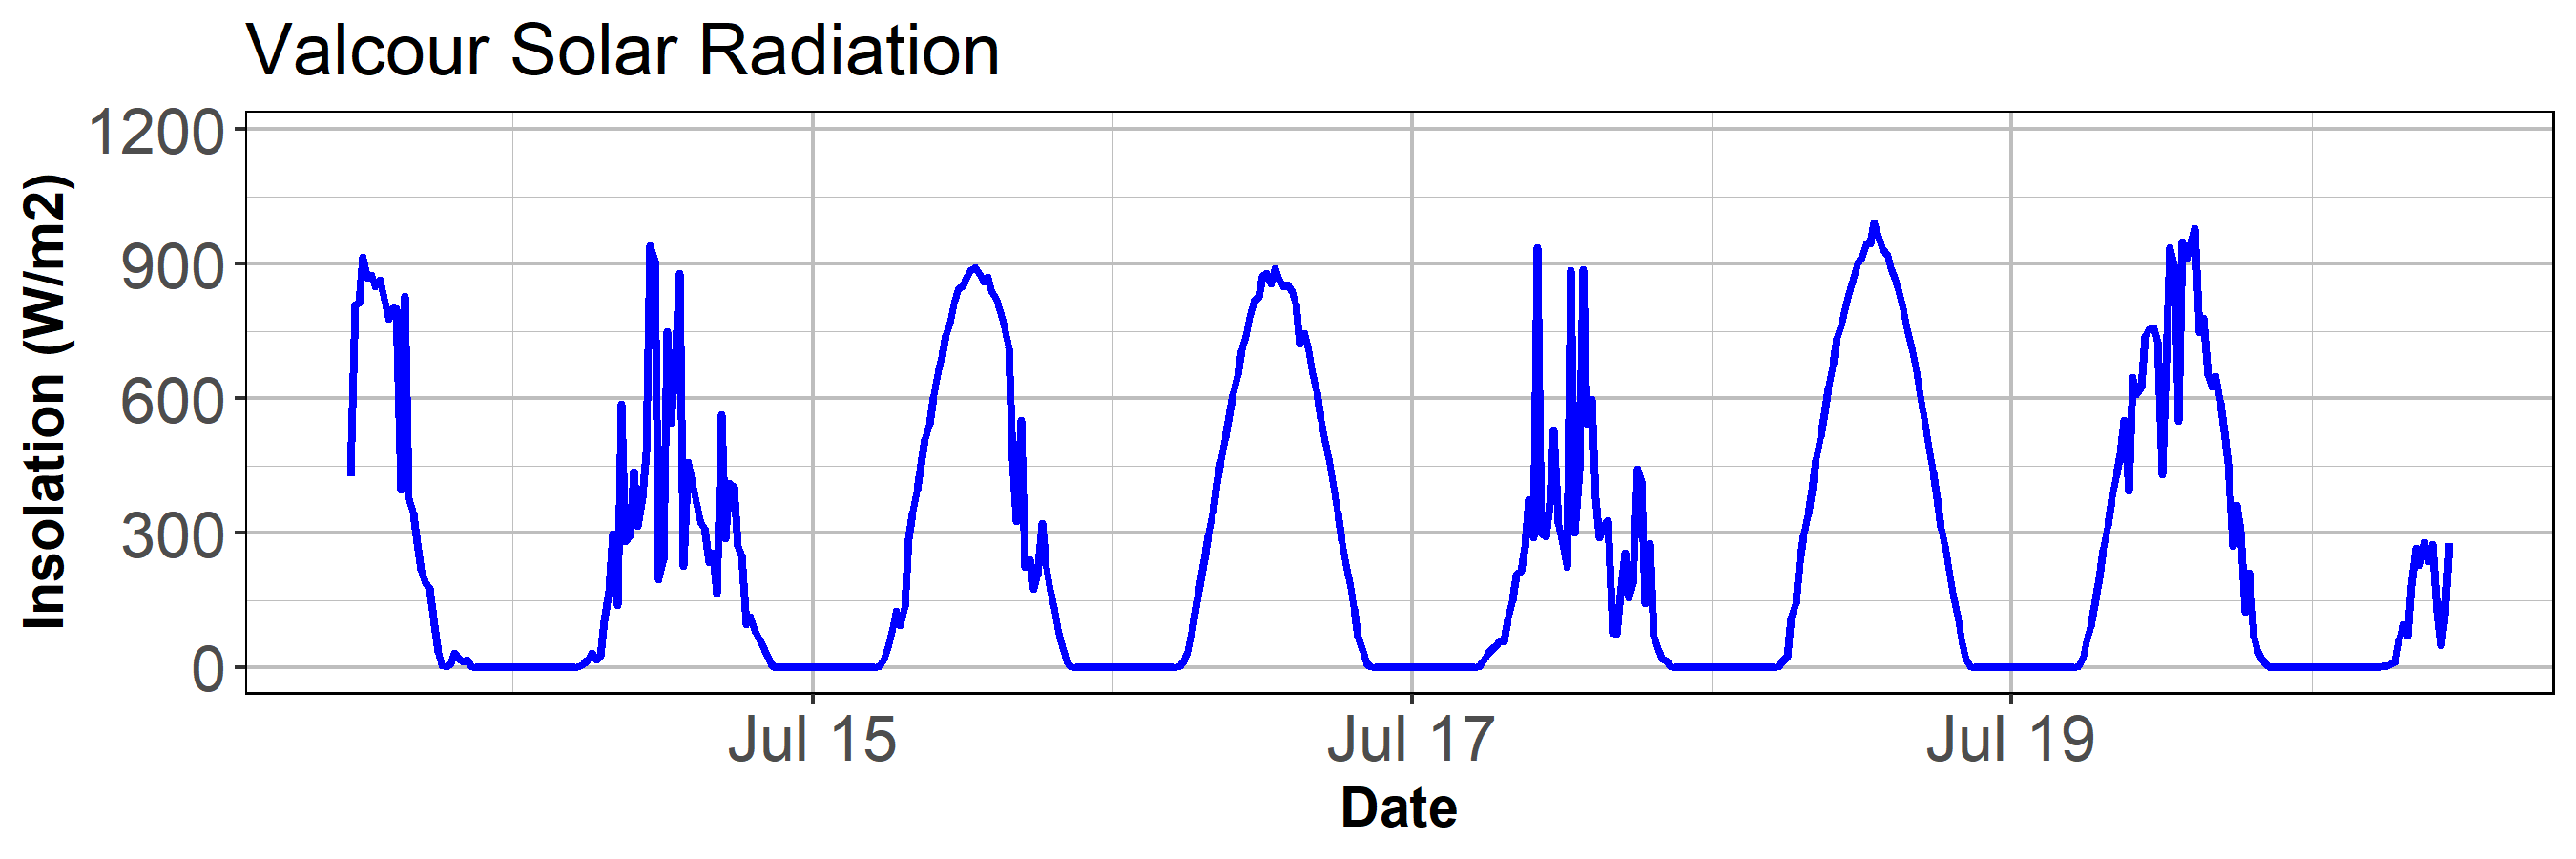 Valcour Solar Radiation
Insolation (W/m2)
1200
900
600
300
0
Jul 15
Jul 17
Jul 19
Date